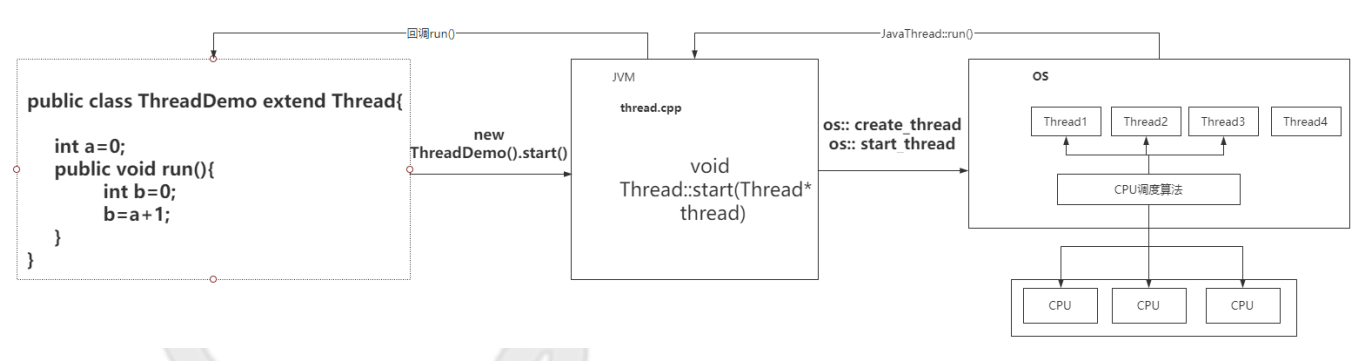 回调run()
JavaThread::run()
public class ThreadDemo extend Thread{
int a=0;
public void run(){
int b=0;
b=a+1;
}
}
new
ThreadDemo().start()
JVM
thread.cpp
void
Thread::start(Thread*
thread)
os:: create_thread
os:: start_thread
OS
Thread1
Thread2
Thread3
Thread4
CPU调度算法
CPU
CPU
CPU